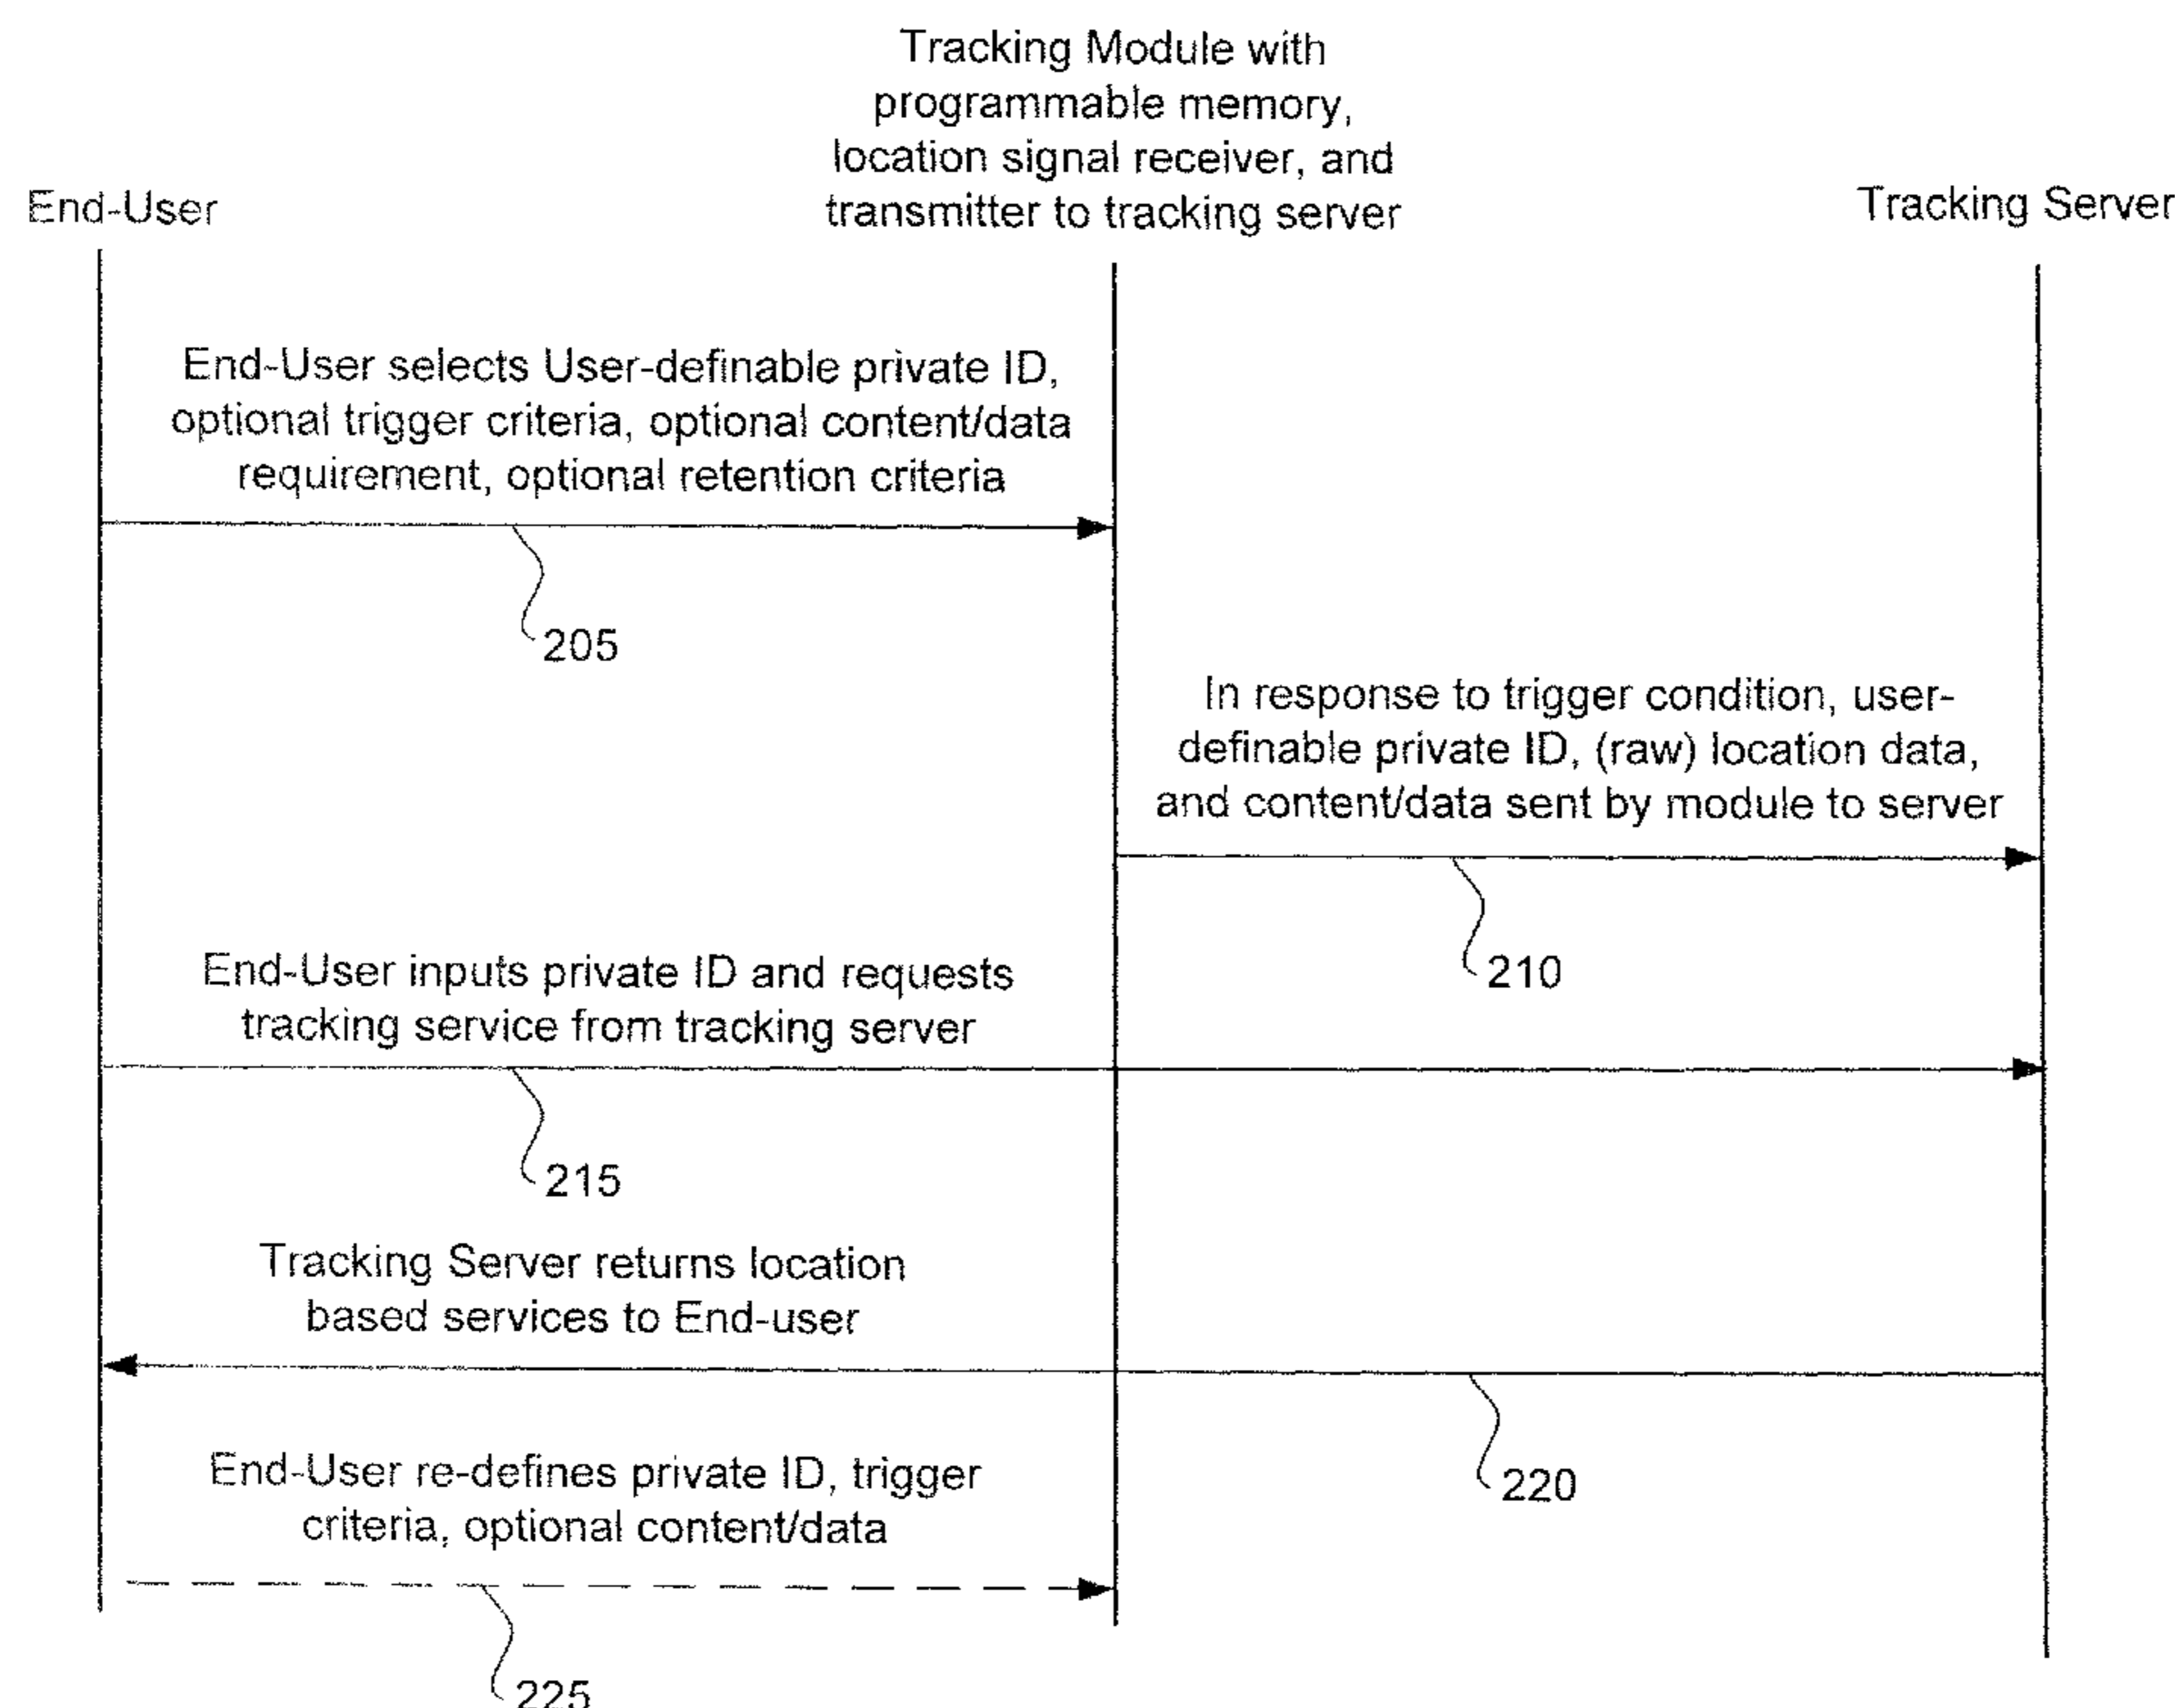 Tracking Module with
programmable memory,
location signal receiver, and
transmitter to tracking server
End-User
Tracking Server
End-User selects User-definable private ID,
optional trigger criteria, optional content/data
requirement, optional retention criteria
205
In response to trigger condition, user-
definable private ID, (raw) location data,
and content/data sent by module to server
210
End-User inputs private ID and requests
tracking service from tracking server
215
Tracking Server returns location
based services to End-user
220
End-User re-defines private ID, trigger
criteria, optional content/data
225